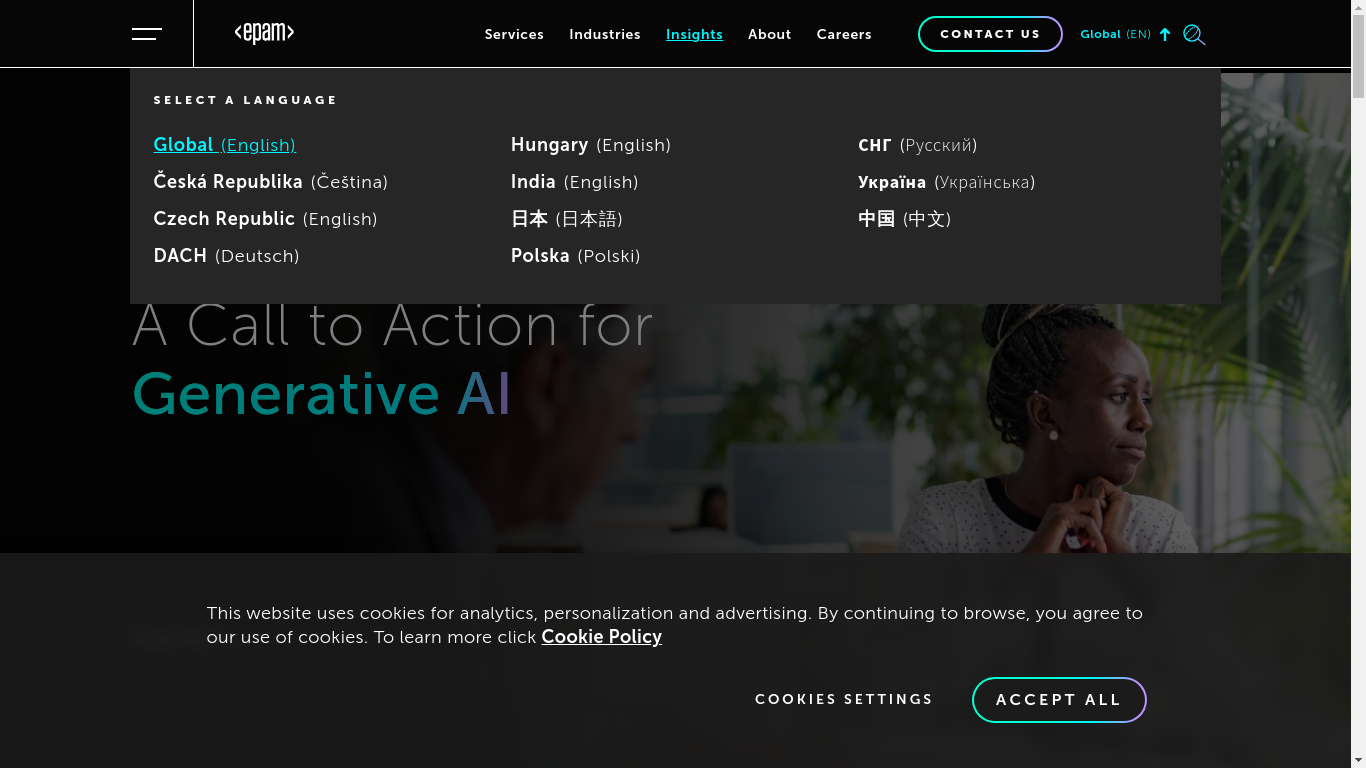 <epam>
Services Industries Insights About Careers
CONTACT US
Global (EN)
SELECT A LANGUAGE
Global (English)
Česká Republika (Čeština)
Czech Republic (English)
DACH (Deutsch)
Hungary (English)
India (English)
日本 (日本語)
Polska (Polski)
СНГ (Русский)
Україна (Українська)
中国 (中文)
A Call to Action for
Generative AI
This website uses cookies for analytics, personalization and advertising. By continuing to browse, you agree to
our use of cookies. To learn more click Cookie Policy
COOKIES SETTINGS
ACCEPT ALL